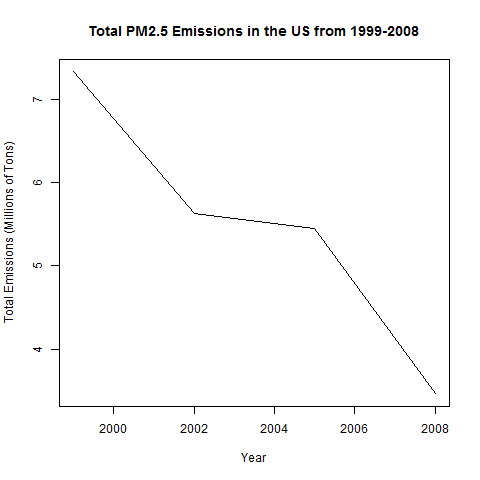 Total PM2.5 Emissions in the US from 1999-2008
Total Emissions (Millions of Tons)
7
6
5
4
2000 2002 2004 2006 2008
Year